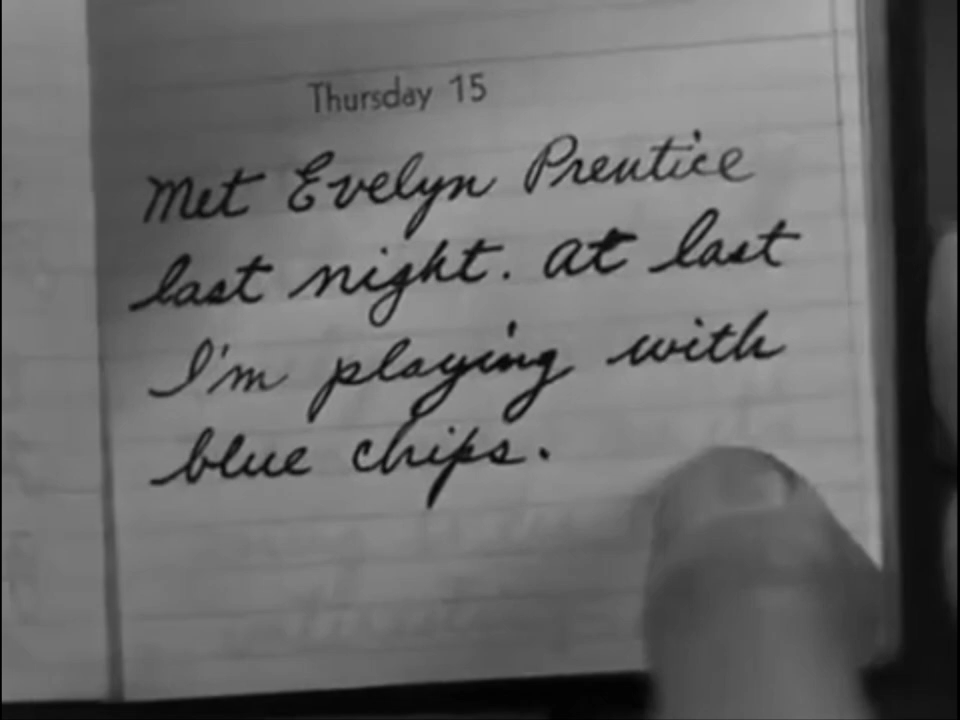 Thursday 15
Met Evelyn Prentice
last night. at last
I'm playing with
blue chips.